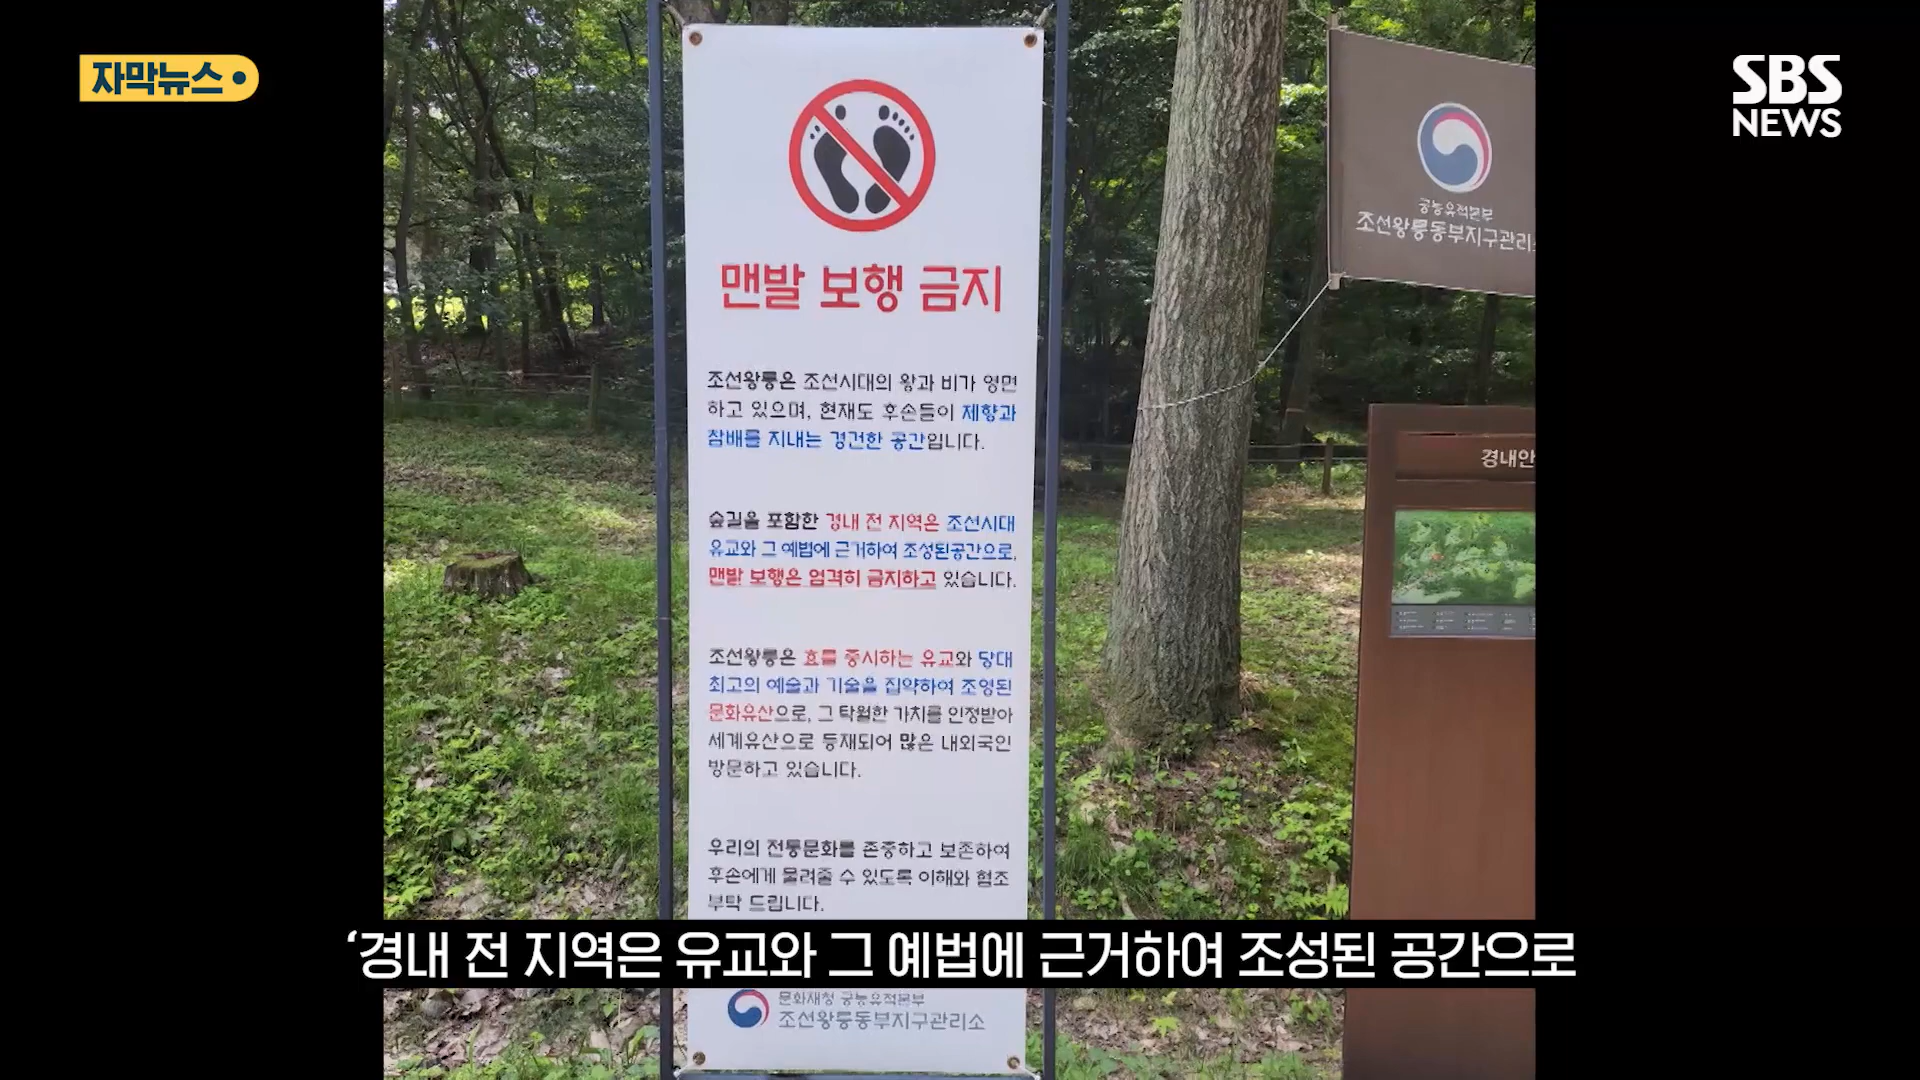 자막뉴스
SBS
NEWS
맨발 보행 금지
조선왕릉은 조선시대의 왕과 비가 영면
하고 있으며, 현재도 후손들이 제향과
참배를 지내는 경건한 공간입니다.
숲길을 포함한 경내 전 지역은 조선시대
유교와 그 예법에 근거하여 조성된공간으로,
맨발 보행은 엄격히 금지하고 있습니다.
조선왕릉은 효를 중시하는 유교와 당대
최고의 예술과 기술을 집약하여 조영된
문화유산으로, 그 탁월한 가치를 인정받아
세계유산으로 등재되어 많은 내외국인
방문하고 있습니다.
우리의 전통문화를 존중하고 보존하여
후손에게 물려줄 수 있도록 이해와 협조
부탁 드립니다.
문화재청 궁능유적본부
조선왕릉동부지구관리소
궁능유적본부
조선왕릉동부지구관리
경내안
‘경내 전 지역은 유교와 그 예법에 근거하여 조성된 공간으로